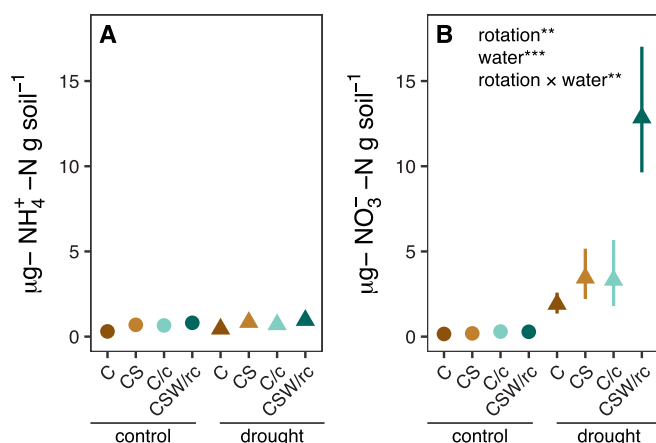 A
μg− NH4+ −N g soil−1
15
10
5
0
C
CS
C/c
CSW/rc
C
CS
C/c
CSW/rc
control
drought
B
rotation**
water***
rotation × water**
μg− NO3− −N g soil−1
15
10
5
0
C
CS
C/c
CSW/rc
C
CS
C/c
CSW/rc
control
drought